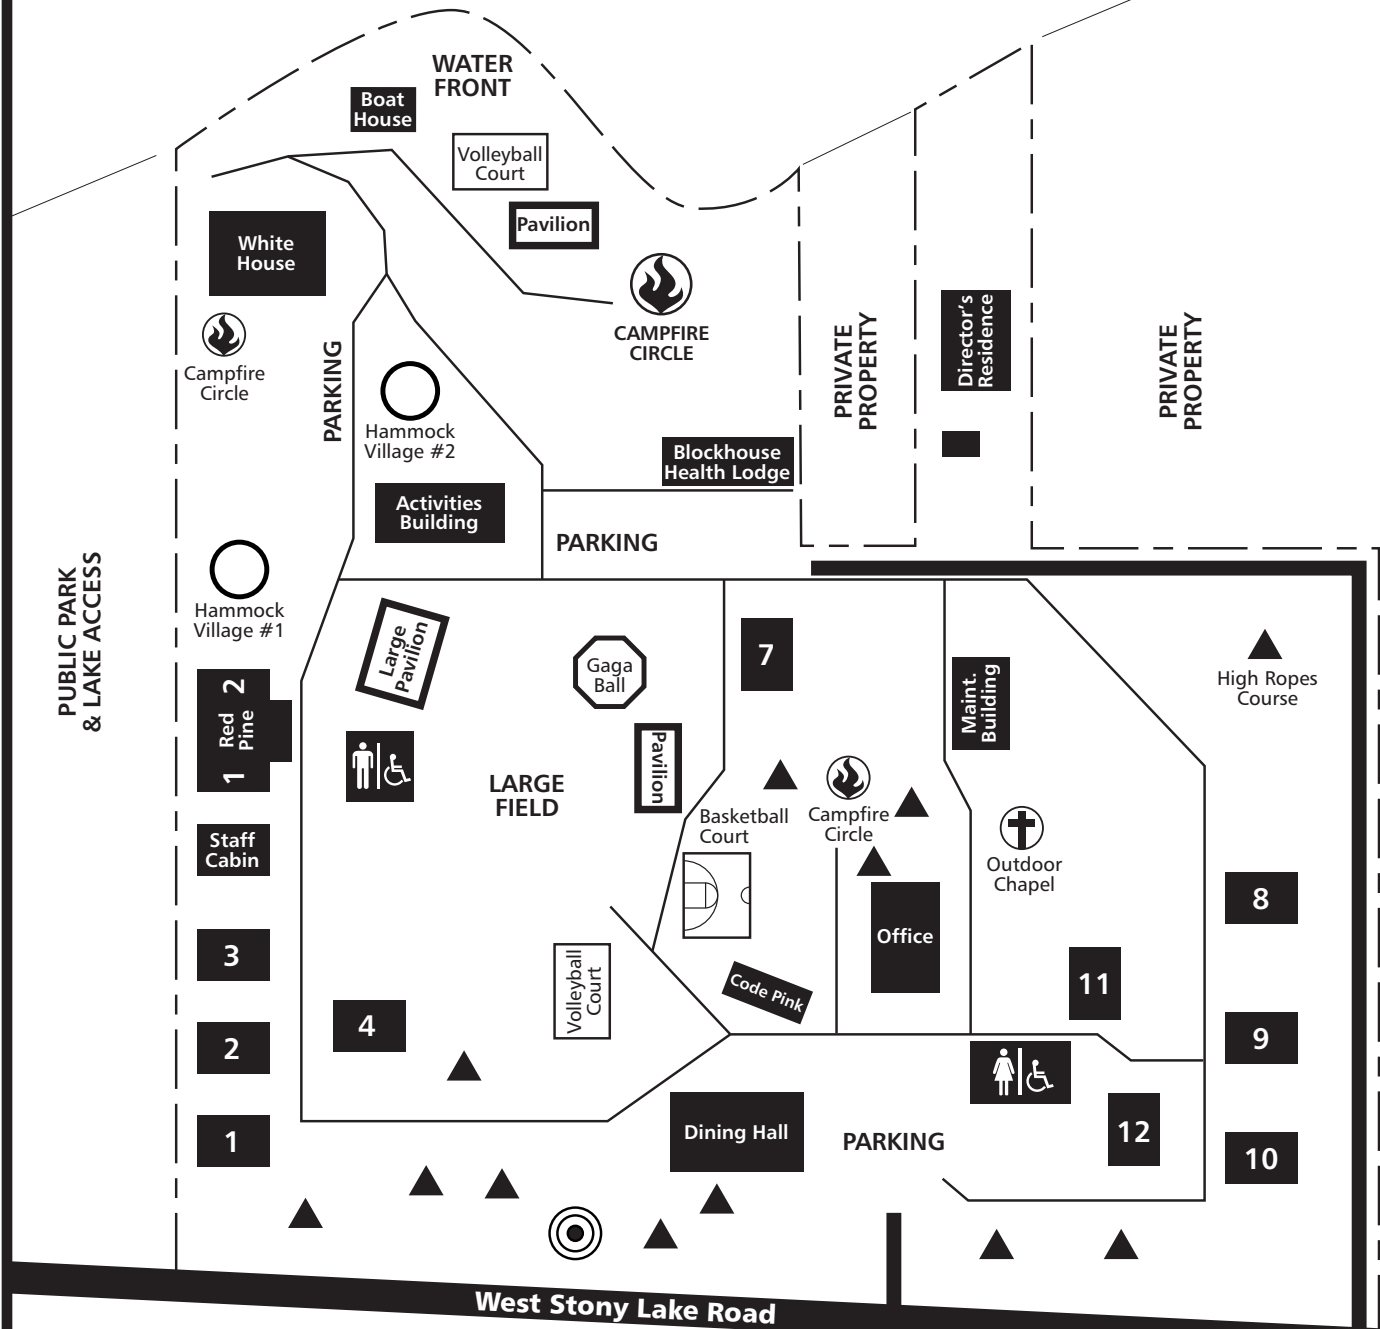 WATER
FRONT
Boat
House
Volleyball
Court
Pavilion
White
House
CAMPFIRE
CIRCLE
Campfire
Circle
PARKING
Hammock
Village #2
PRIVATE
PROPERTY
Director's
Residence
PRIVATE
PROPERTY
Blockhouse
Health Lodge
Activities
Building
PARKING
PUBLIC PARK
& LAKE ACCESS
Hammock
Village #1
Large
Pavilion
Gaga
Ball
7
Maint.
Building
High Ropes
Course
2
Red
Pine
1
LARGE
FIELD
Pavilion
Basketball
Court
Campfire
Circle
Outdoor
Chapel
Staff
Cabin
8
Office
3
Volleyball
Court
Code Pink
11
4
2
9
1
Dining Hall
PARKING
12
10
West Stony Lake Road